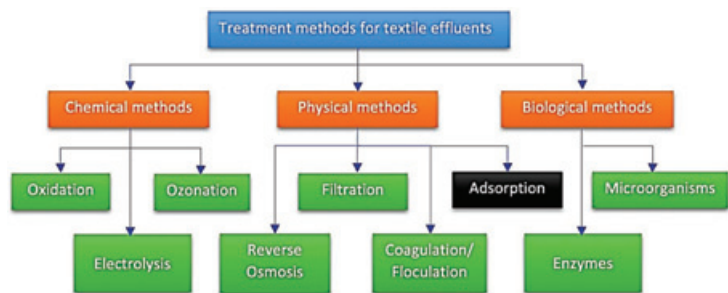 Treatment methods for textile effluents
Chemical methods
Physical methods
Biological methods
Oxidation
Ozonation
Filtration
Adsorption
Microorganisms
Electrolysis
Reverse
Osmosis
Coagulation/
Floculation
Enzymes